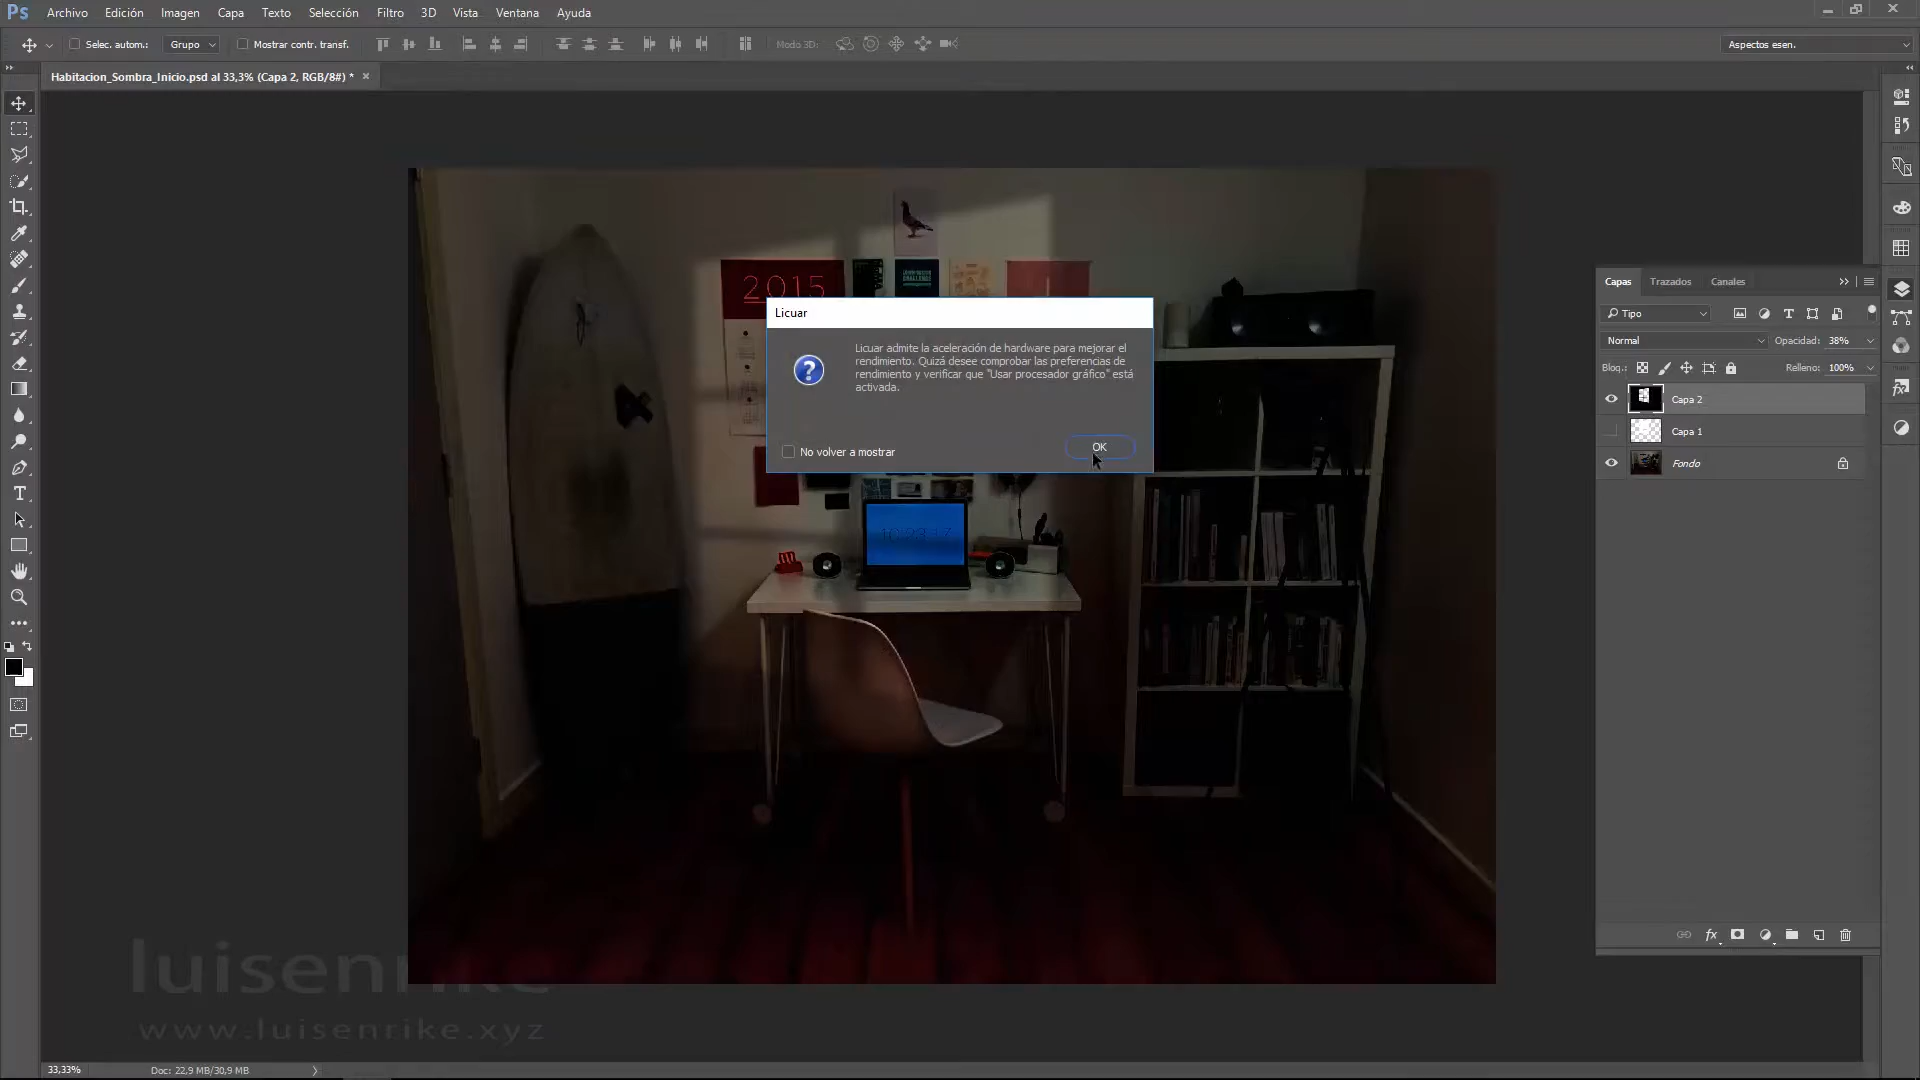 Ps Archivo Edición Imagen Capa Texto Selección Filtro 3D Vista Ventana Ayuda
Selec. autom.: Grupo Mostrar contr. transf. Modo 3D: Aspectos esen.
Habitacion_Sombra_Inicio.psd al 33,3% (Capa 2, RGB/8#) * ×
2015
Licuar
Licuar admite la aceleración de hardware para mejorar el
rendimiento. Quizá desee comprobar las preferencias de
rendimiento y verificar que "Usar procesador gráfico" está
activada.
No volver a mostrar
OK
Capas Trazados Canales
Tipo
Normal Opacidad: 38%
Bloq.: Relleno: 100%
Capa 2
Capa 1
Fondo
fx
luisenrike
www.luisenrike.xyz
33,33% Doc: 22,9 MB/30,9 MB